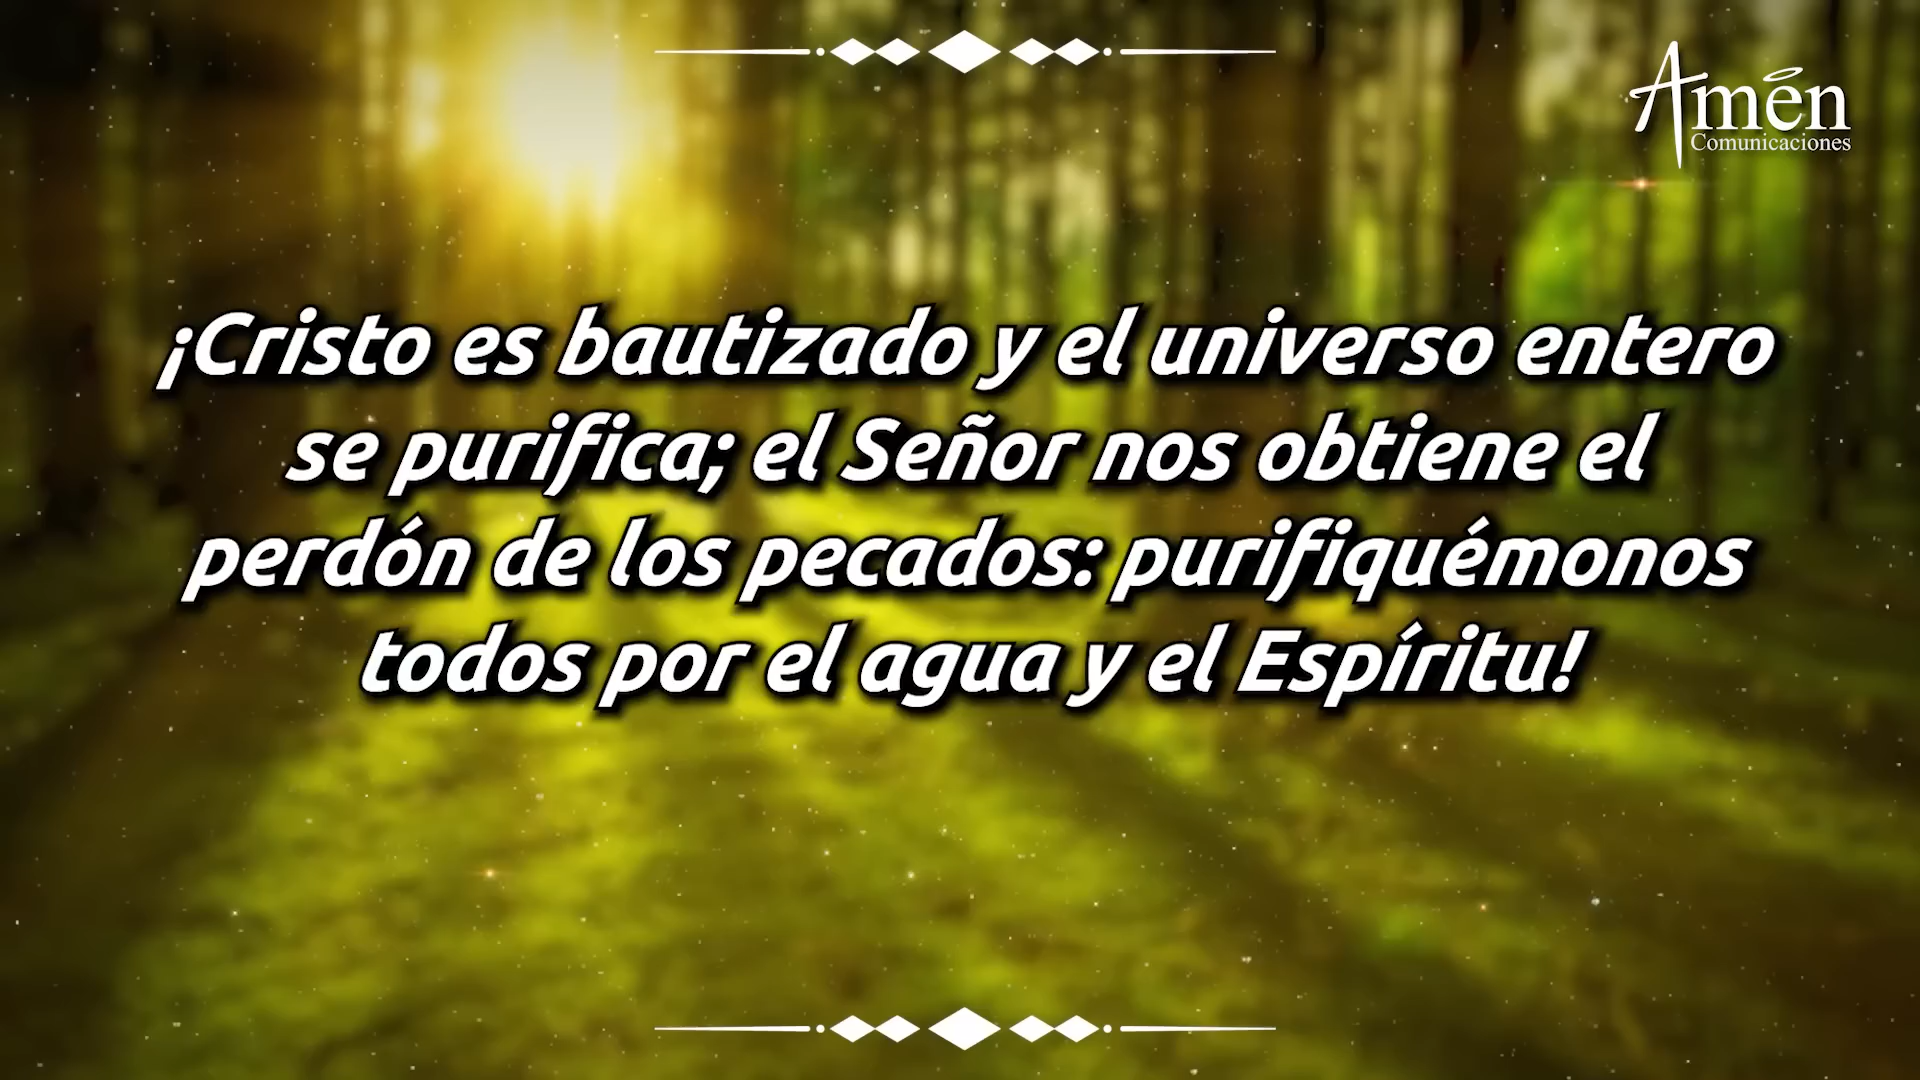 Amén
Comunicaciones
¡Cristo es bautizado y el universo entero
se purifica; el Señor nos obtiene el
perdón de los pecados: purifiquémonos
todos por el agua y el Espíritu!